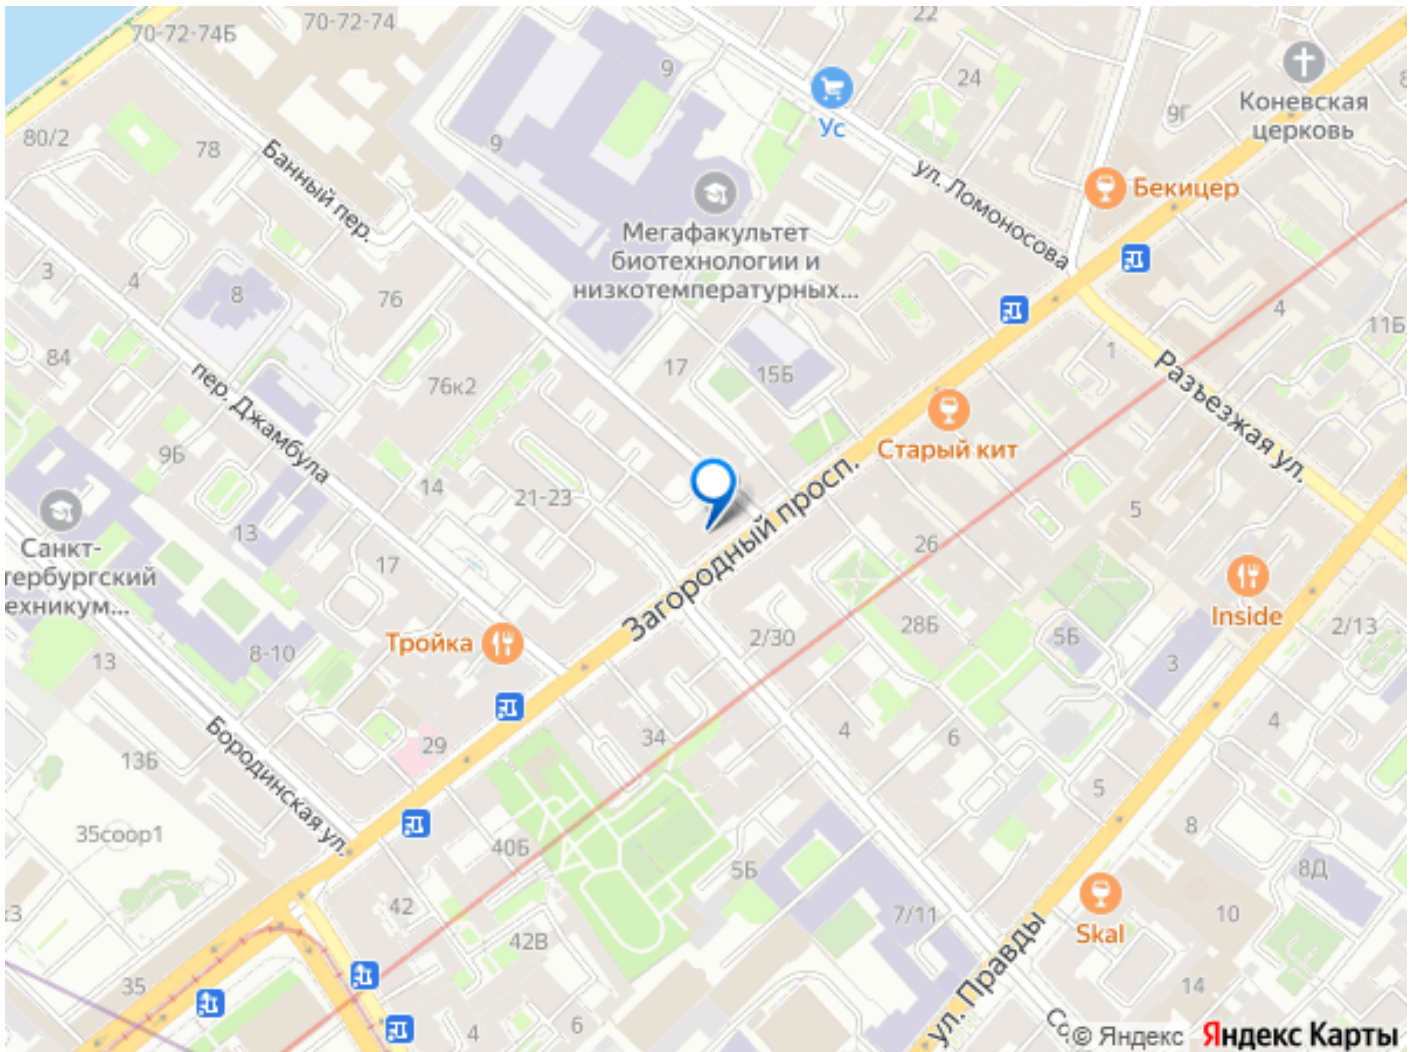 70-72-74Б
70-72-74
22
9
24
Ус
9Г
Коневская
церковь
80/2
78
9
Банный пер.
ул. Ломоносова
Бекицер
Мегафакультет
биотехнологии и
низкотемпературных...
3
4
8
76
4
11Б
84
пер. Джамбула
76к2
17
15Б
1
Разъезжая ул.
Старый кит
9Б
14
21-23
Загородный просп.
5
13
26
Санкт-
тербургский
ехникум...
17
Inside
Тройка
2/30
28Б
5Б
3
2/13
13
8-10
Бородинская ул.
29
34
4
6
4
13Б
5
35соор1
40Б
5Б
8
8Д
42
7/11
10
Skal
42В
ул. Правды
35
14
4
6
© Яндекс
Яндекс Карты